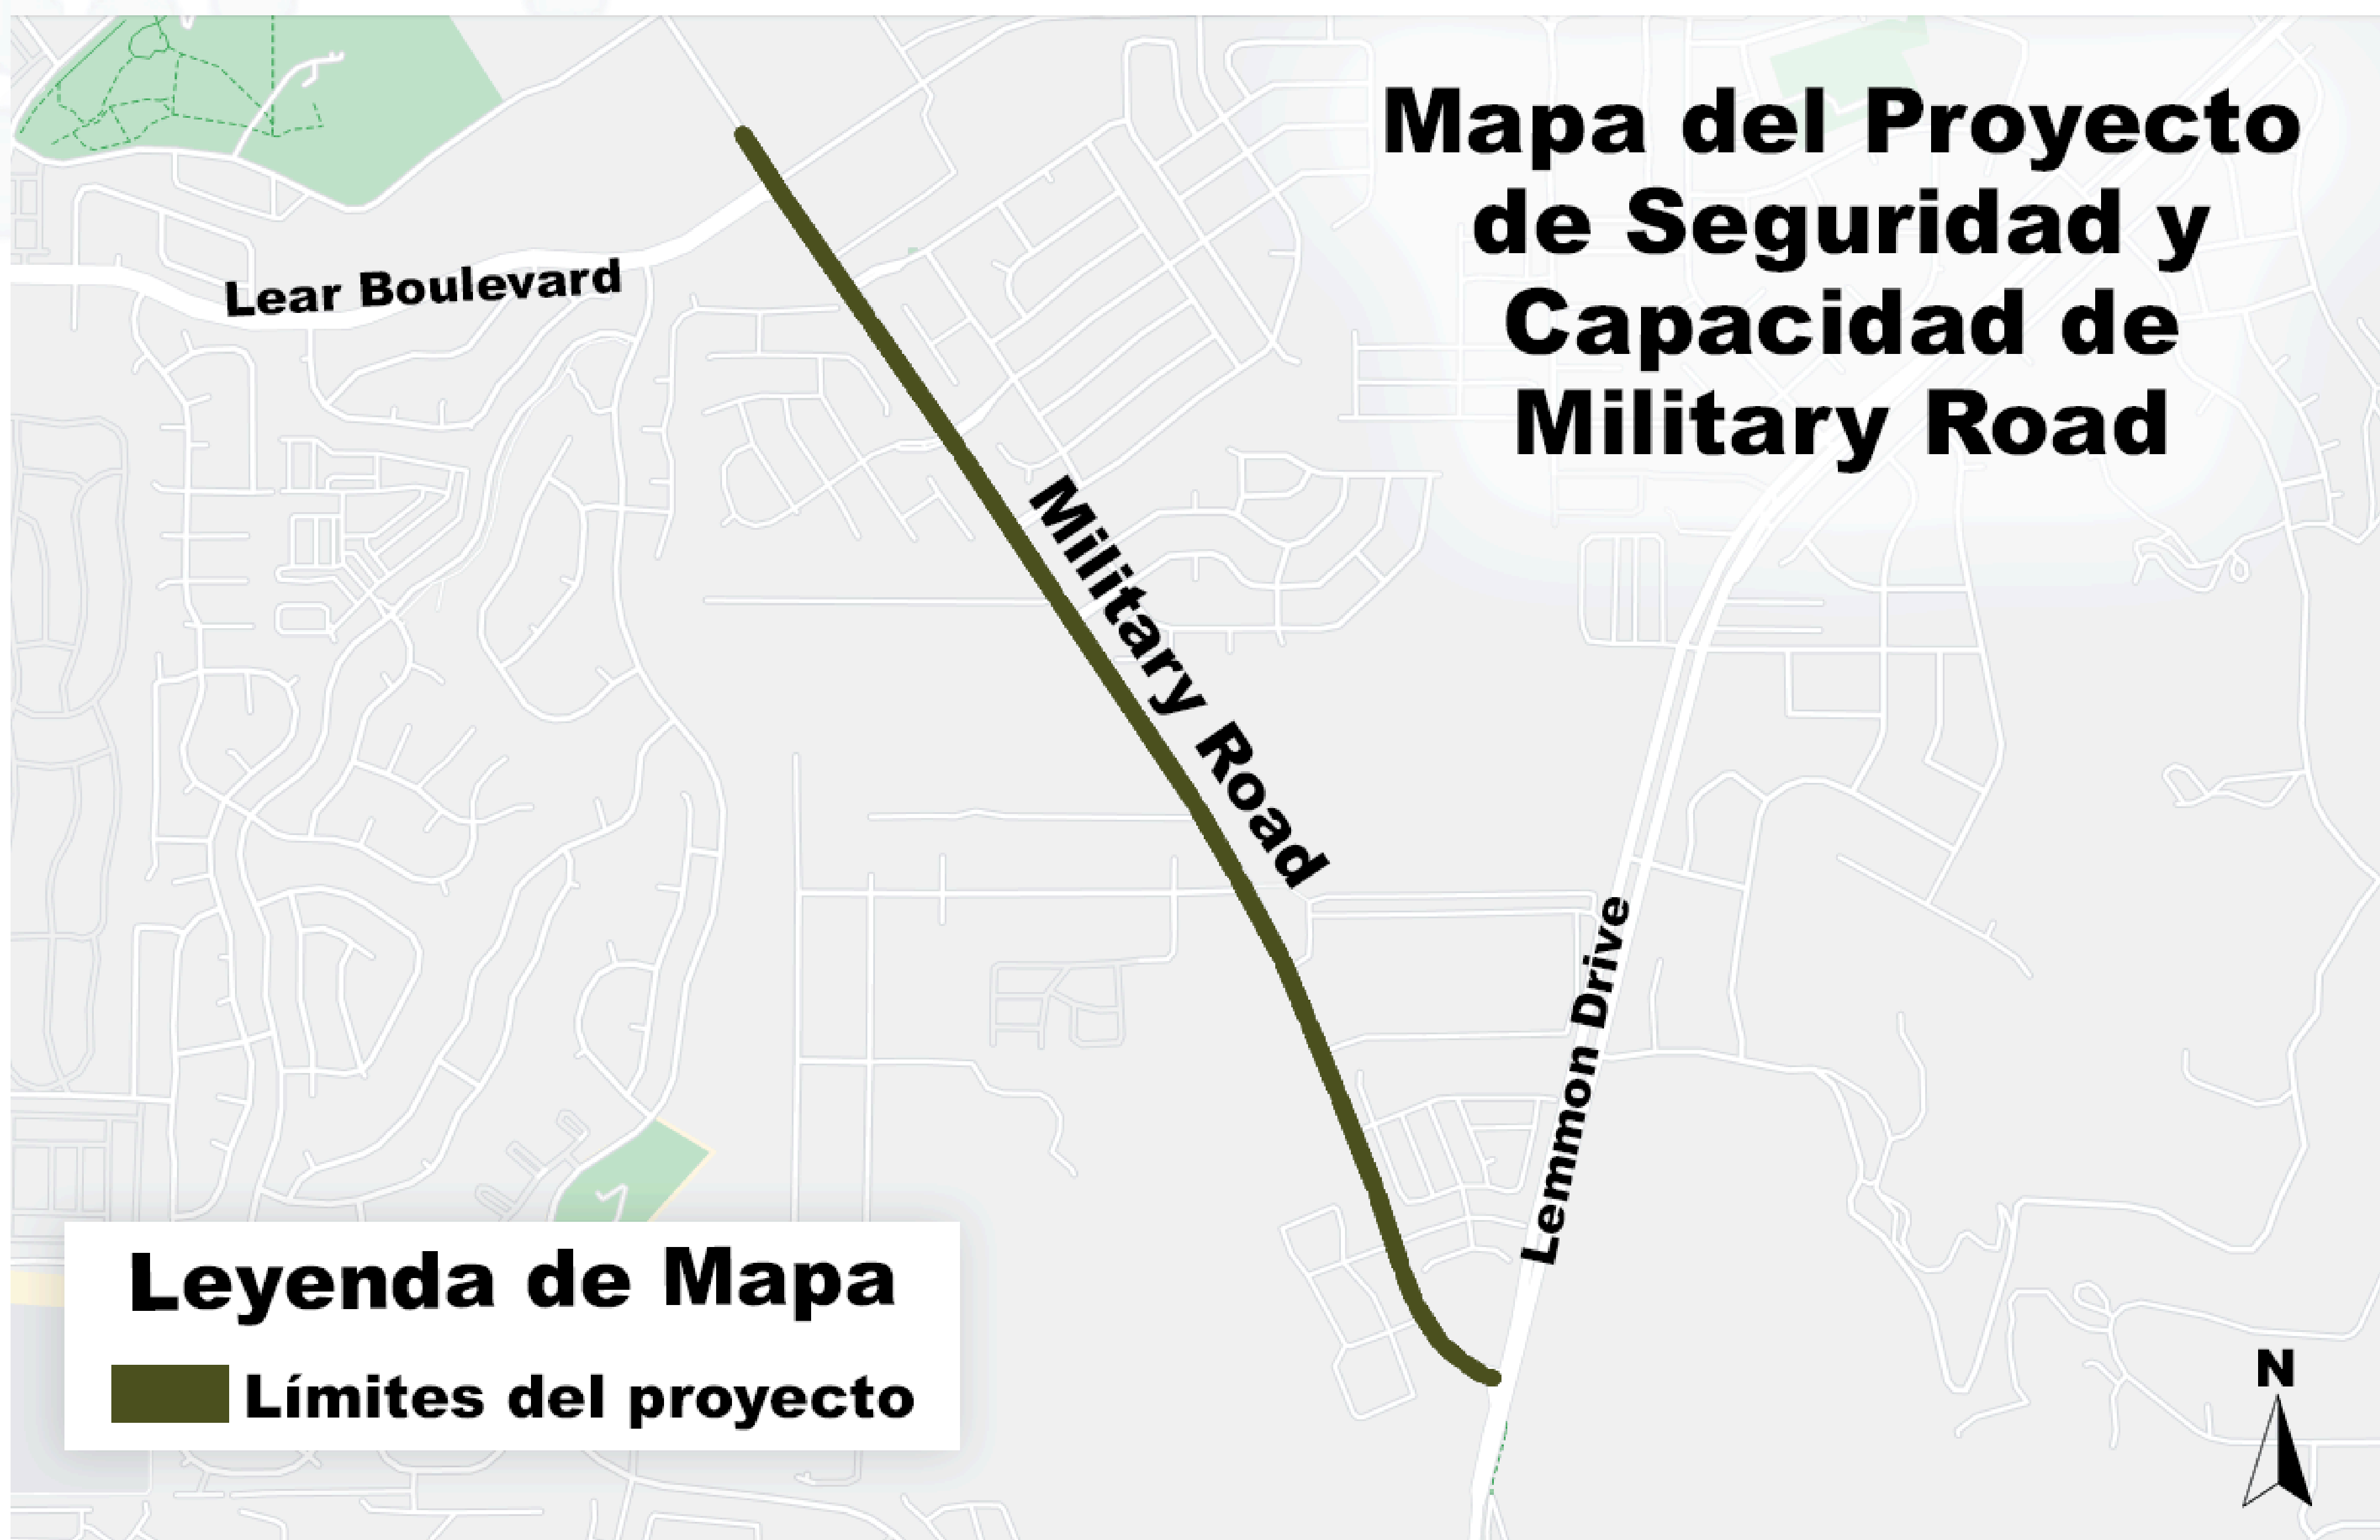 Mapa del Proyecto
de Seguridad y
Capacidad de
Military Road
Lear Boulevard
Military Road
Lemmon Drive
Leyenda de Mapa
Límites del proyecto
N